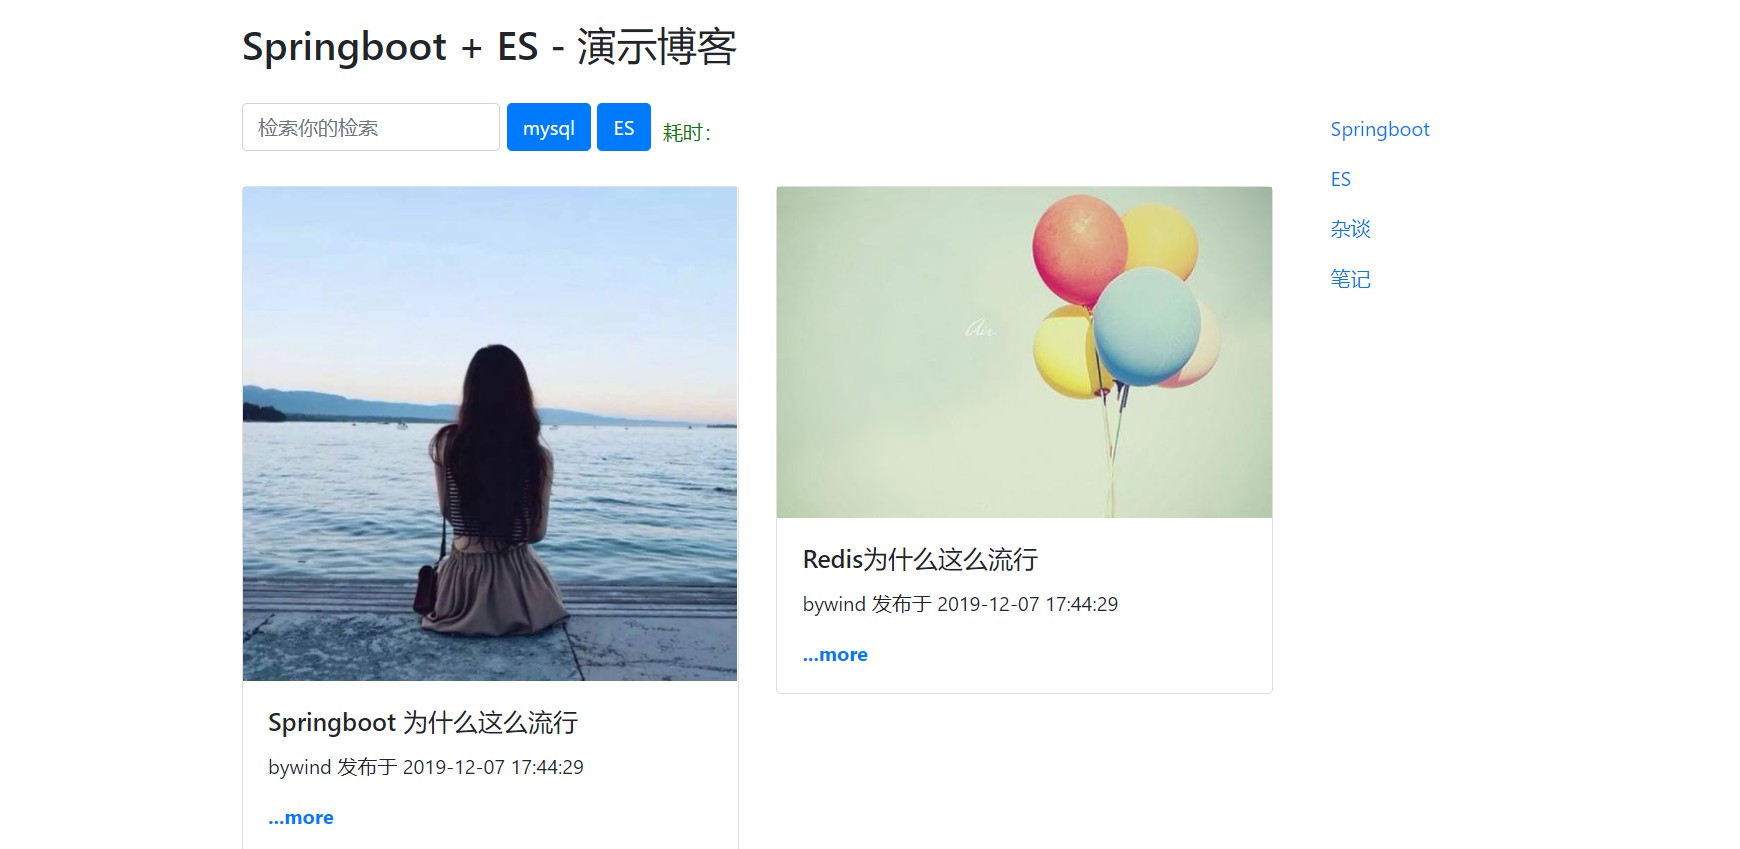 Springboot + ES - 演示博客
检索你的检索
mysql
ES
耗时：
Springboot
ES
杂谈
笔记
Air
Springboot 为什么这么流行
bywind 发布于 2019-12-07 17:44:29
...more
Redis为什么这么流行
bywind 发布于 2019-12-07 17:44:29
...more